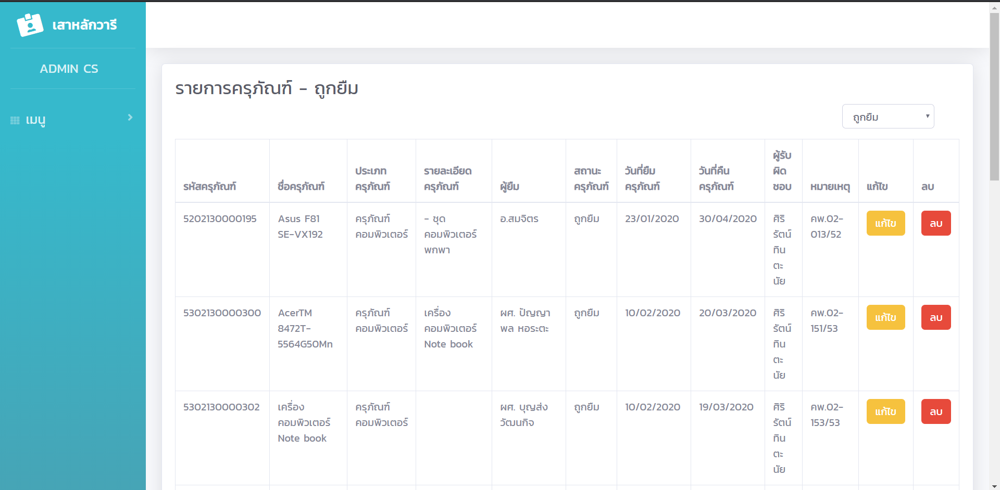 เสาหลักวารี
ADMIN CS
เมนู
รายการครุภัณฑ์ - ถูกยืม
ถูกยืม
รหัสครุภัณฑ์
ชื่อครุภัณฑ์
ประเภท
ครุภัณฑ์
รายละเอียด
ครุภัณฑ์
ผู้ยืม
สถานะ
ครุภัณฑ์
วันที่ยืม
ครุภัณฑ์
วันที่คืน
ครุภัณฑ์
ผู้รับ
ผิด
ชอบ
หมายเหตุ
แก้ไข
ลบ
5202130000195
Asus F81
SE-VX192
ครุภัณฑ์
คอมพิวเตอร์
- ชุด
คอมพิวเตอร์
พกพา
อ.สมจิตร
ถูกยืม
23/01/2020
30/04/2020
ศิริ
รัตน์
ทิน
ตะ
นัย
คพ.02-
013/52
แก้ไข
ลบ
5302130000300
AcerTM
8472T-
5564G50Mn
ครุภัณฑ์
คอมพิวเตอร์
เครื่อง
คอมพิวเตอร์
Note book
ผศ. ปัญญา
พล หอระตะ
ถูกยืม
10/02/2020
20/03/2020
ศิริ
รัตน์
ทิน
ตะ
นัย
คพ.02-
151/53
แก้ไข
ลบ
5302130000302
เครื่อง
คอมพิวเตอร์
Note book
ครุภัณฑ์
คอมพิวเตอร์
ผศ. บุญส่ง
วัฒนกิจ
ถูกยืม
10/02/2020
19/03/2020
ศิริ
รัตน์
ทิน
ตะ
นัย
คพ.02-
153/53
แก้ไข
ลบ